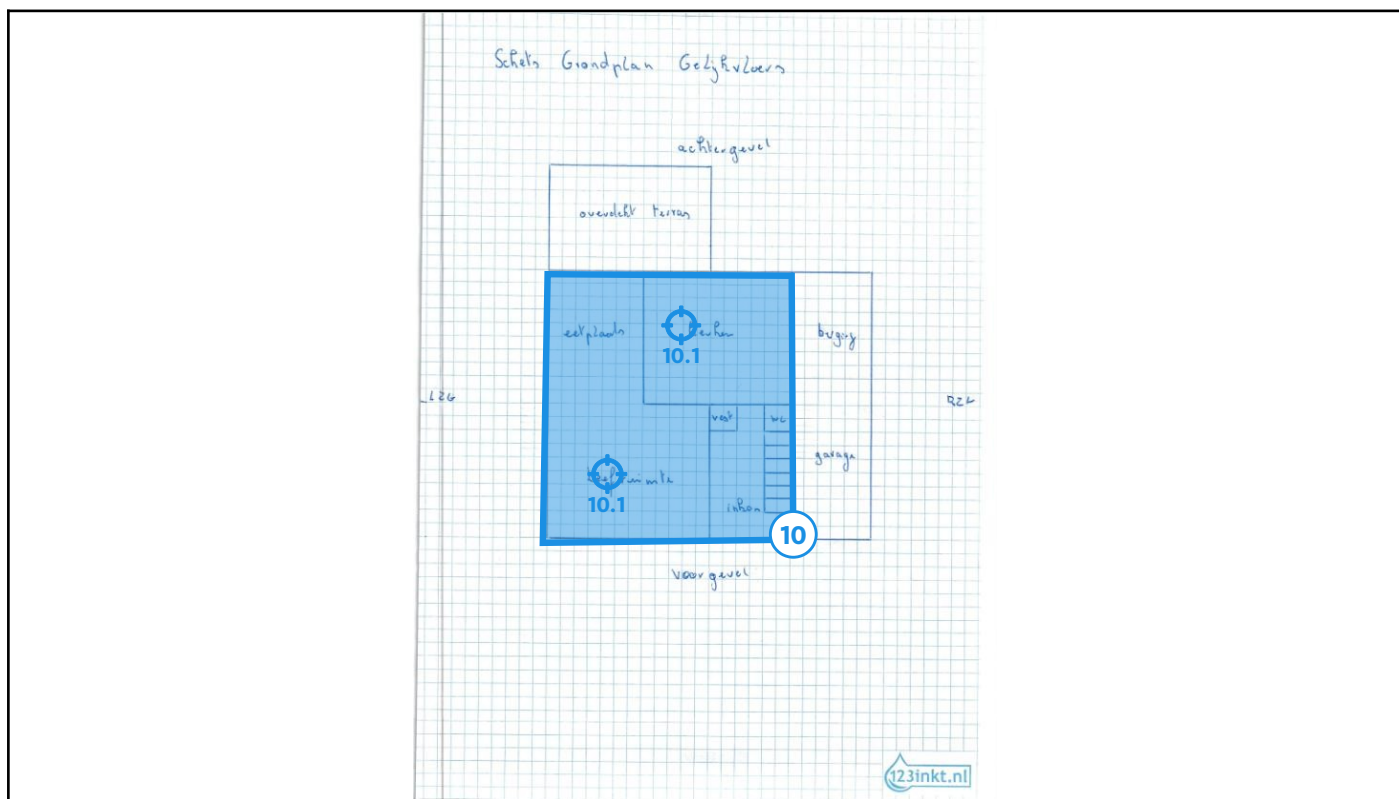 Schets Grondplan Gelijkvloers
achtergevel
overdekt terras
eetplaats
keuken
berging
10.1
LZG
RZG
vest
wc
garage
leefruimte
10.1
inkom
10
voorgevel
123inkt.nl